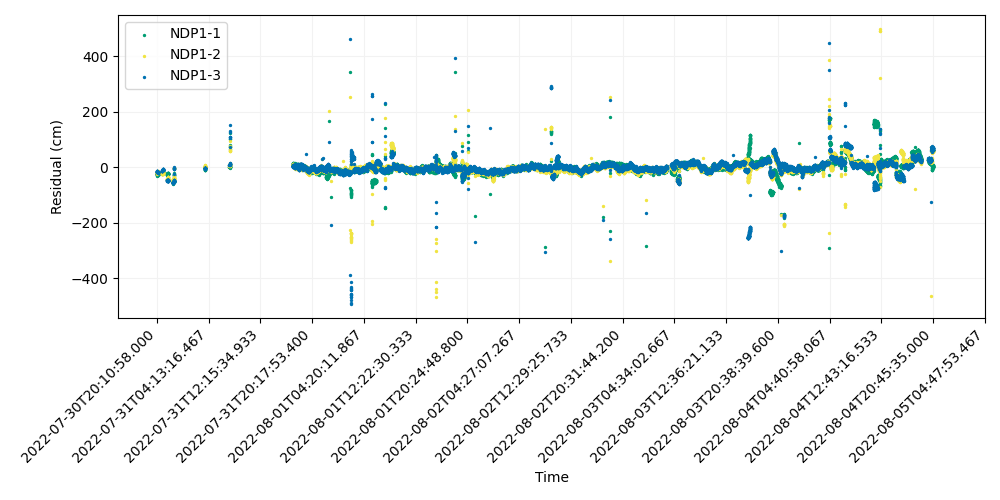 NDP1-1
NDP1-2
NDP1-3
Residual (cm)
400
200
0
−200
−400
2022-07-30T20:10:58.000
2022-07-31T04:13:16.467
2022-07-31T12:15:34.933
2022-07-31T20:17:53.400
2022-08-01T04:20:11.867
2022-08-01T12:22:30.333
2022-08-01T20:24:48.800
2022-08-02T04:27:07.267
2022-08-02T12:29:25.733
2022-08-02T20:31:44.200
2022-08-03T04:34:02.667
2022-08-03T12:36:21.133
2022-08-03T20:38:39.600
2022-08-04T04:40:58.067
2022-08-04T12:43:16.533
2022-08-04T20:45:35.000
2022-08-05T04:47:53.467
Time